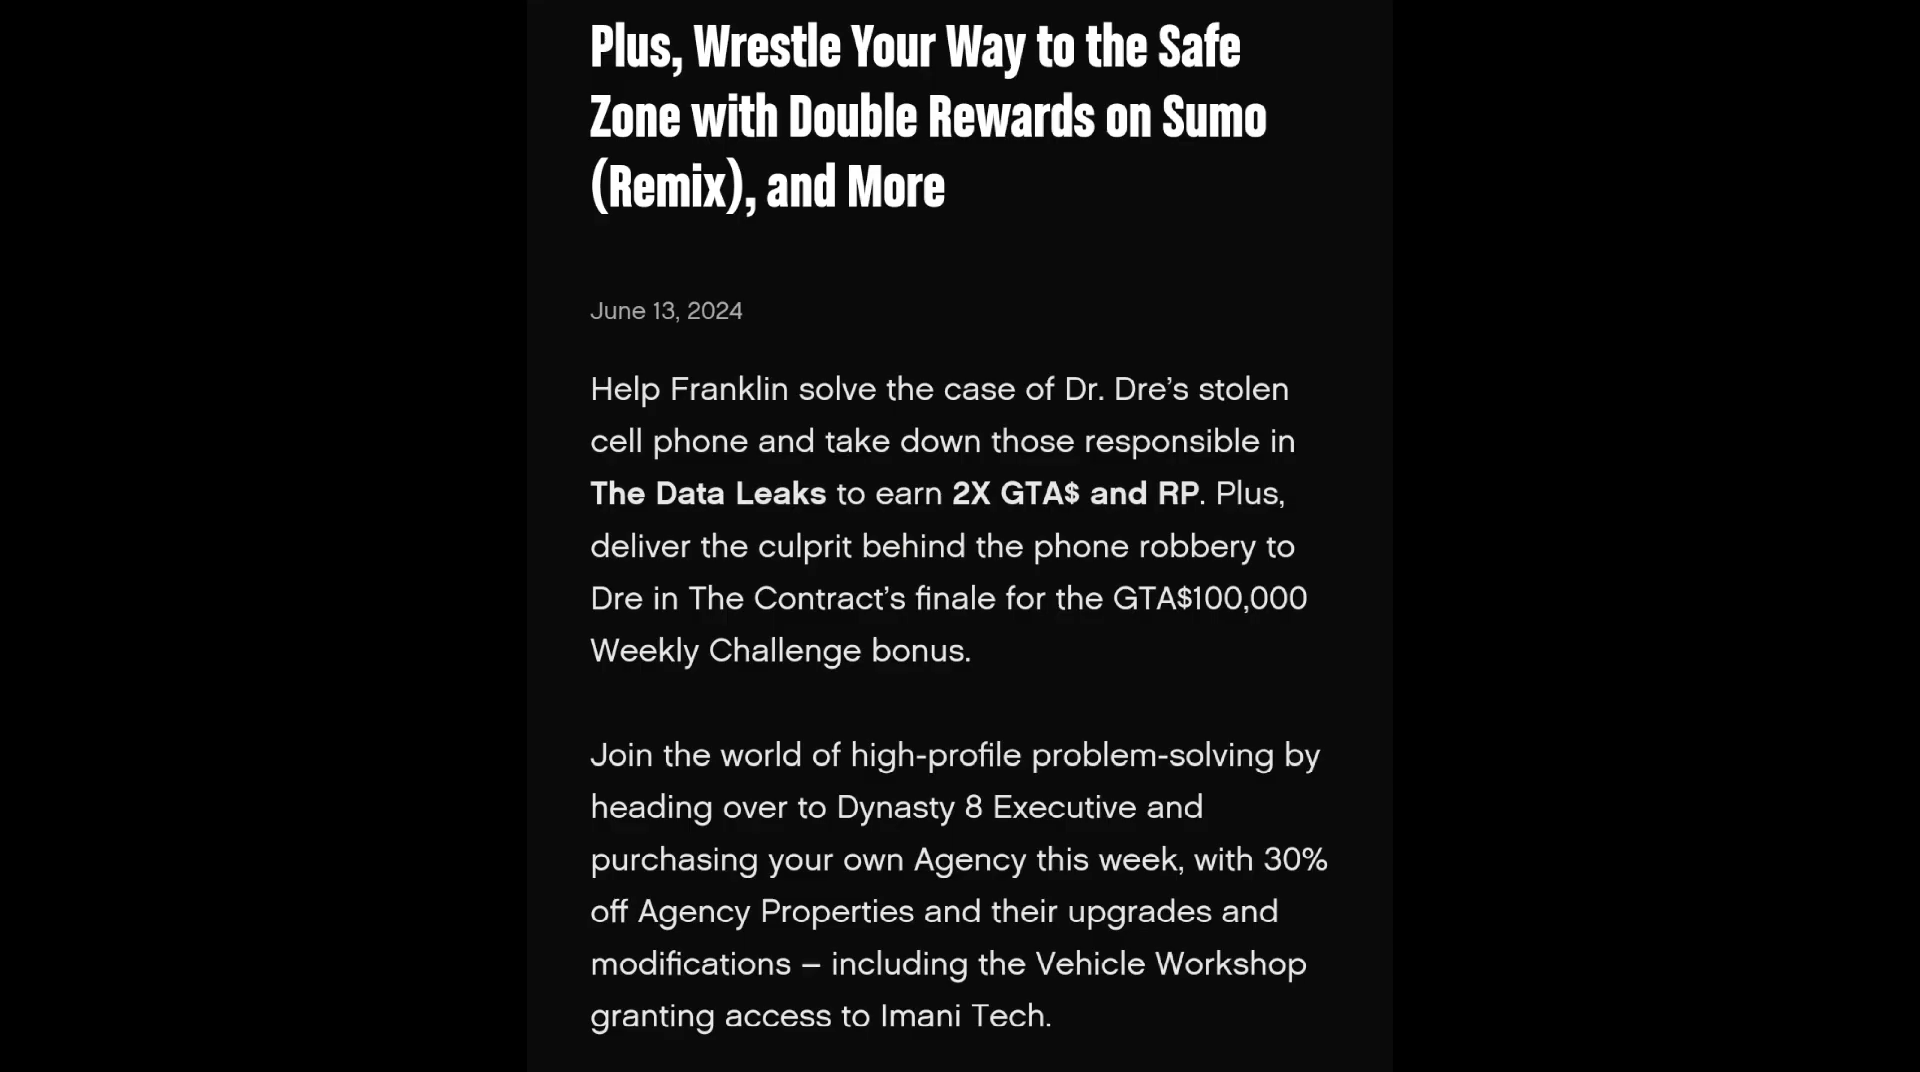 Plus, Wrestle Your Way to the Safe
Zone with Double Rewards on Sumo
(Remix), and More
June 13, 2024
Help Franklin solve the case of Dr. Dre’s stolen
cell phone and take down those responsible in
The Data Leaks to earn 2X GTA$ and RP. Plus,
deliver the culprit behind the phone robbery to
Dre in The Contract’s finale for the GTA$100,000
Weekly Challenge bonus.
Join the world of high-profile problem-solving by
heading over to Dynasty 8 Executive and
purchasing your own Agency this week, with 30%
off Agency Properties and their upgrades and
modifications – including the Vehicle Workshop
granting access to Imani Tech.